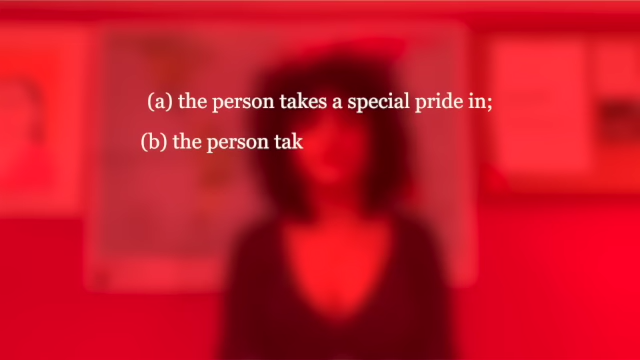 (a) the person takes a special pride in;
(b) the person tak